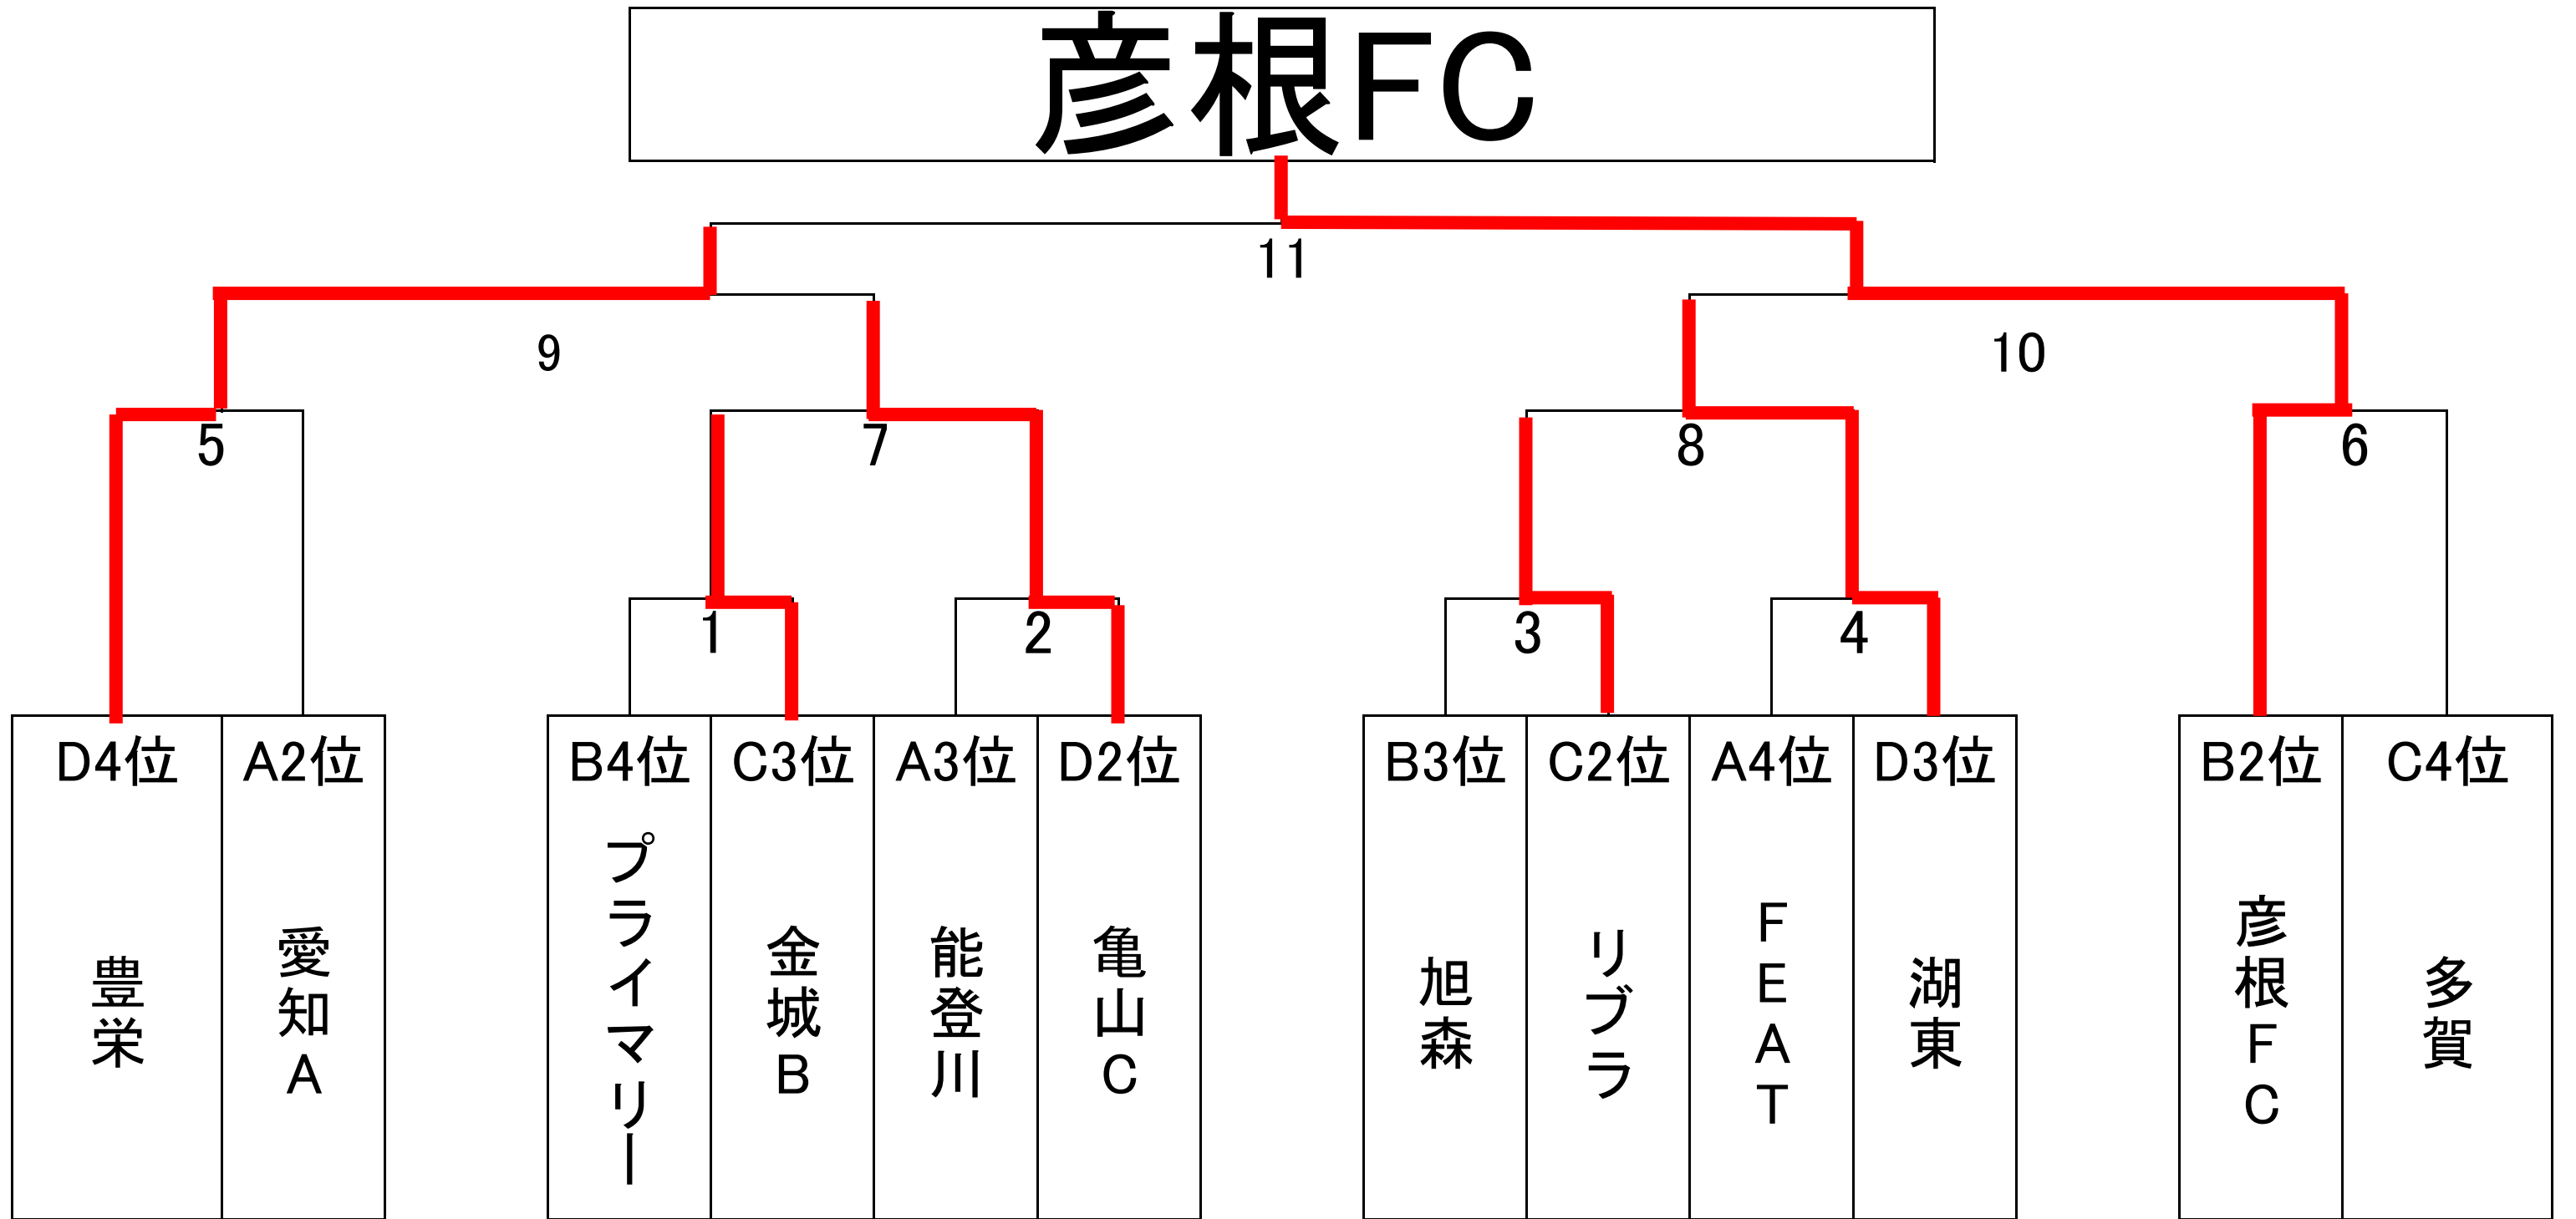 彦根FC
11
9
10
5
7
8
6
1
2
3
4
D4位
A2位
B4位
C3位
A3位
D2位
B3位
C2位
A4位
D3位
B2位
C4位
豊栄
愛知A
プライマリー
金城B
能登川
亀山C
旭森
リブラ
FEAT
湖東
彦根FC
多賀